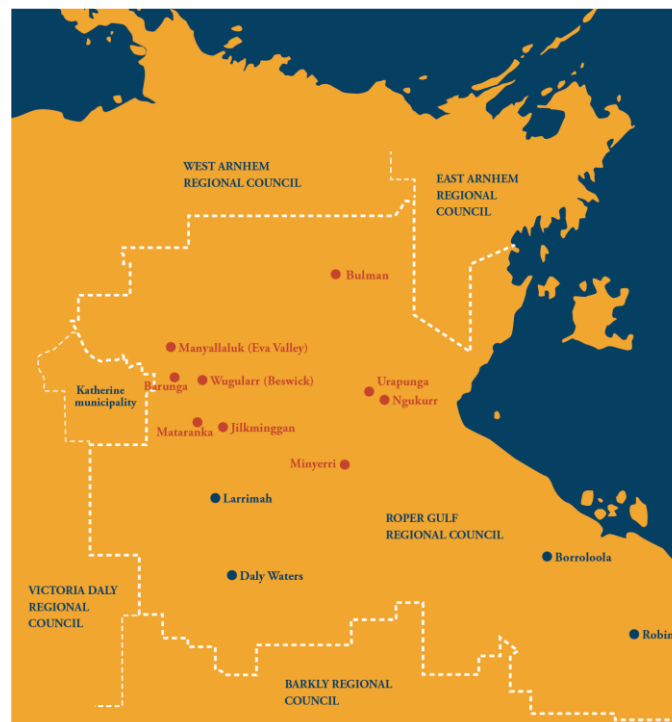 WEST ARNHEM
REGIONAL COUNCIL
EAST ARNHEM
REGIONAL
COUNCIL
Bulman
Manyallaluk (Eva Valley)
Barunga
Wugularr (Beswick)
Urapunga
Ngukurr
Katherine
municipality
Mataranka
Jilkminggan
Minyerri
Larrimah
ROPER GULF
REGIONAL COUNCIL
Borroloola
Daly Waters
VICTORIA DALY
REGIONAL
COUNCIL
Robin
BARKLY REGIONAL
COUNCIL